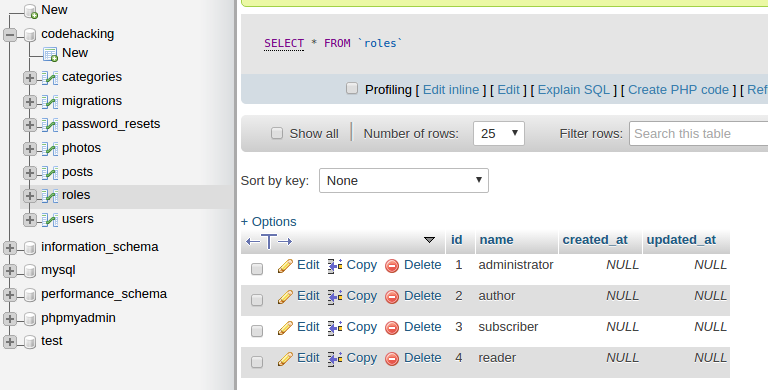 New
codehacking
New
categories
migrations
password_resets
photos
posts
roles
users
information_schema
mysql
performance_schema
phpmyadmin
test
SELECT * FROM `roles`
Profiling [ Edit inline ] [ Edit ] [ Explain SQL ] [ Create PHP code ] [ Ref
Show all Number of rows: 25 Filter rows: Search this table
Sort by key: None
+ Options
id name created_at updated_at
Edit Copy Delete 1 administrator NULL NULL
Edit Copy Delete 2 author NULL NULL
Edit Copy Delete 3 subscriber NULL NULL
Edit Copy Delete 4 reader NULL NULL